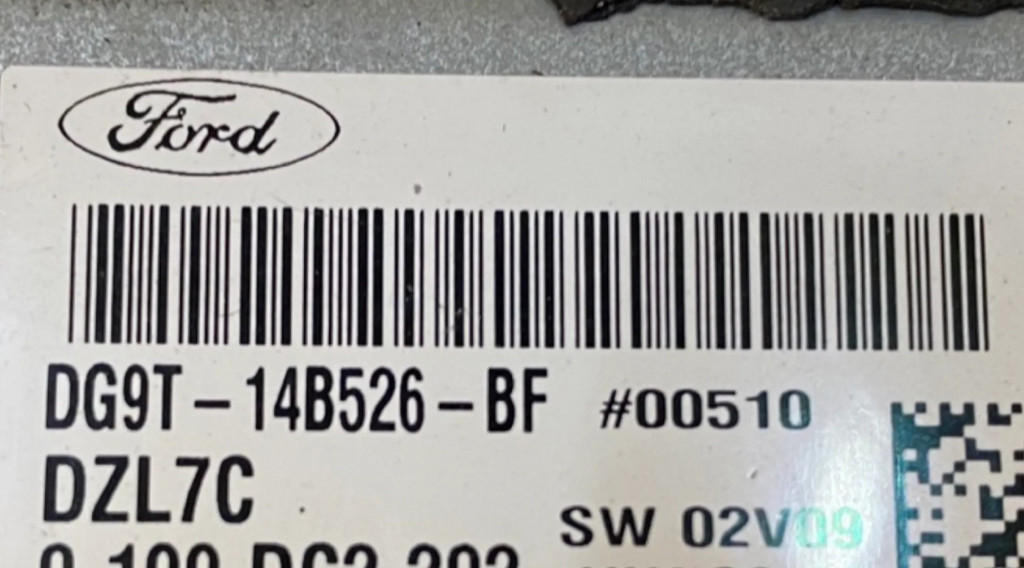 Ford
DG9T-14B526-BF #00510
DZL7C
SW 02V09